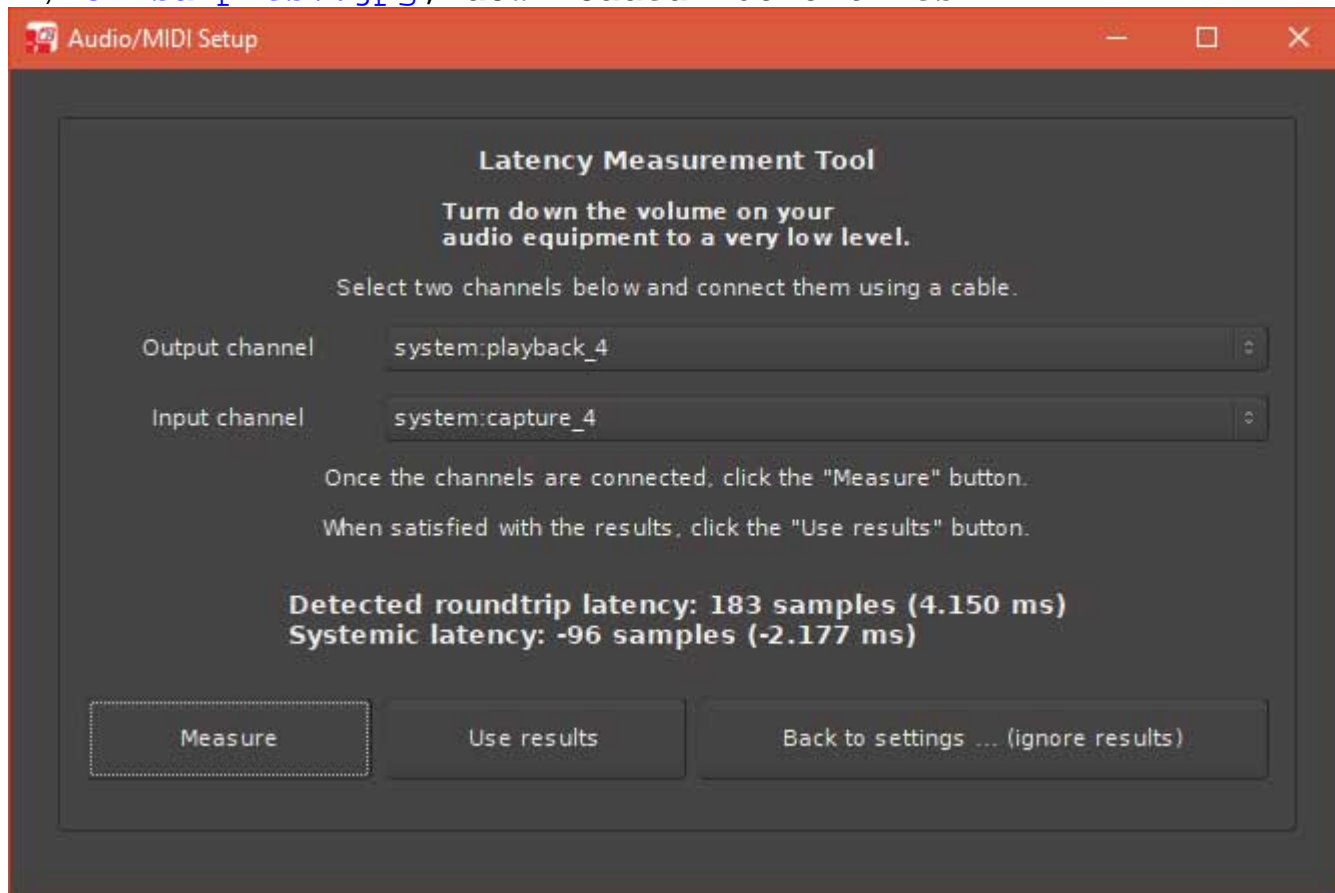 Audio/MIDI Setup
Latency Measurement Tool
Turn down the volume on your
audio equipment to a very low level.
Select two channels below and connect them using a cable.
Output channel system:playback_4
Input channel system:capture_4
Once the channels are connected, click the "Measure" button.
When satisfied with the results, click the "Use results" button.
Detected roundtrip latency: 183 samples (4.150 ms)
Systemic latency: -96 samples (-2.177 ms)
Measure Use results Back to settings ... (ignore results)